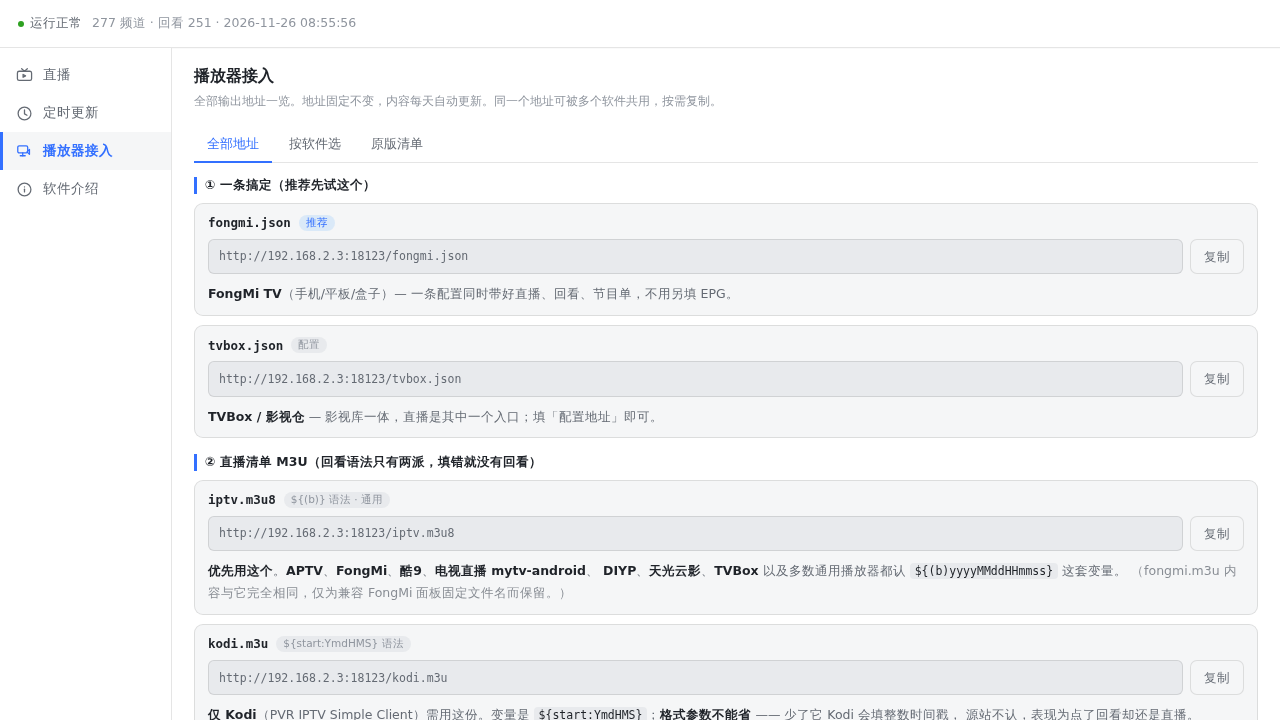 运行正常 277 频道 · 回看 251 · 2026-11-26 08:55:56
直播
定时更新
播放器接入
软件介绍
播放器接入
全部输出地址一览。地址固定不变，内容每天自动更新。同一个地址可被多个软件共用，按需复制。
全部地址 按软件选 原版清单
① 一条搞定（推荐先试这个）
fongmi.json 推荐
http://192.168.2.3:18123/fongmi.json 复制
FongMi TV（手机/平板/盒子）— 一条配置同时带好直播、回看、节目单，不用另填 EPG。
tvbox.json 配置
http://192.168.2.3:18123/tvbox.json 复制
TVBox / 影视仓 — 影视库一体，直播是其中一个入口；填「配置地址」即可。
② 直播清单 M3U（回看语法只有两派，填错就没有回看）
iptv.m3u8 ${(b)} 语法 · 通用
http://192.168.2.3:18123/iptv.m3u8 复制
优先用这个。APTV、FongMi、酷9、电视直播 mytv-android、 DIYP、天光云影、TVBox 以及多数通用播放器都认 ${(b)yyyyMMddHHmmss} 这套变量。 （fongmi.m3u 内
容与它完全相同，仅为兼容 FongMi 面板固定文件名而保留。）
kodi.m3u ${start:YmdHMS} 语法
http://192.168.2.3:18123/kodi.m3u 复制
仅 Kodi（PVR IPTV Simple Client）需用这份。变量是 ${start:YmdHMS}；格式参数不能省 —— 少了它 Kodi 会填整数时间戳， 源站不认，表现为点了回看却还是直播。